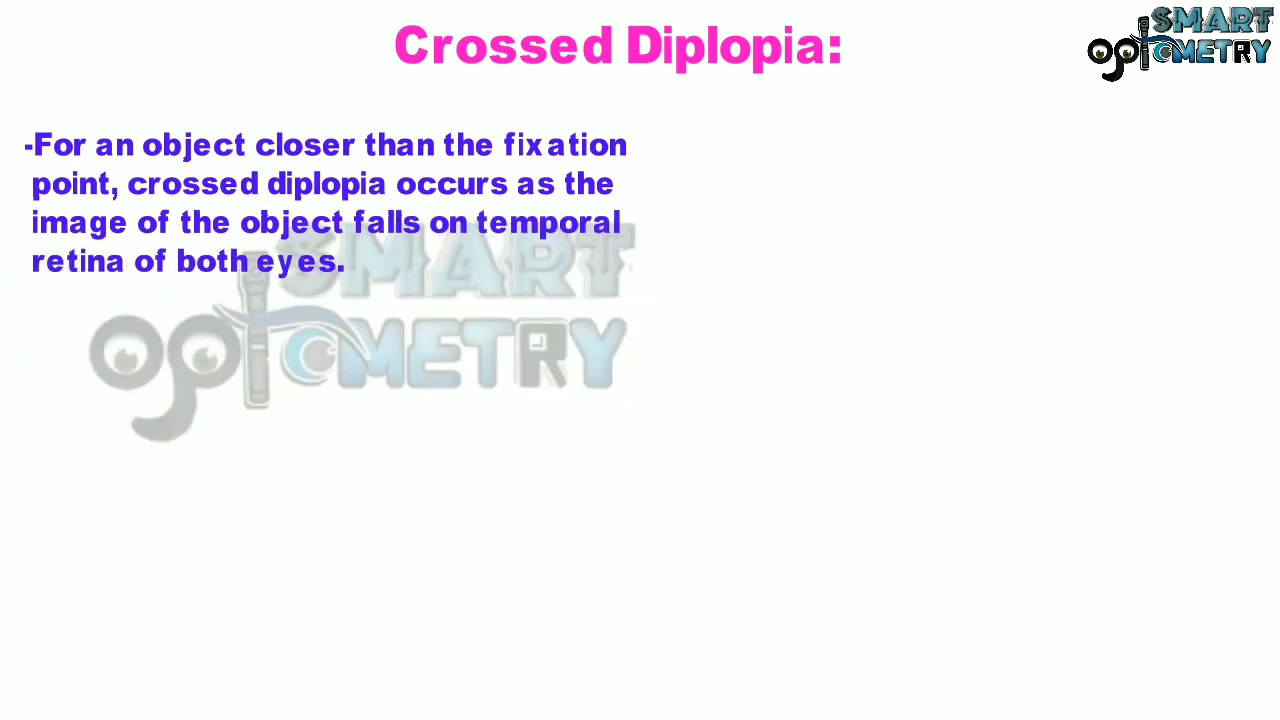 Crossed Diplopia:
SMART
OPTOMETRY
-For an object closer than the fixation
point, crossed diplopia occurs as the
image of the object falls on temporal
retina of both eyes.
SMART
OPTOMETRY